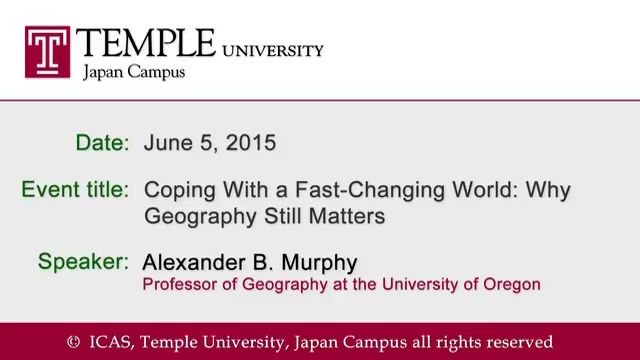 TEMPLE UNIVERSITY
Japan Campus
Date: June 5, 2015
Event title: Coping With a Fast-Changing World: Why
Geography Still Matters
Speaker: Alexander B. Murphy
Professor of Geography at the University of Oregon
© ICAS, Temple University, Japan Campus all rights reserved